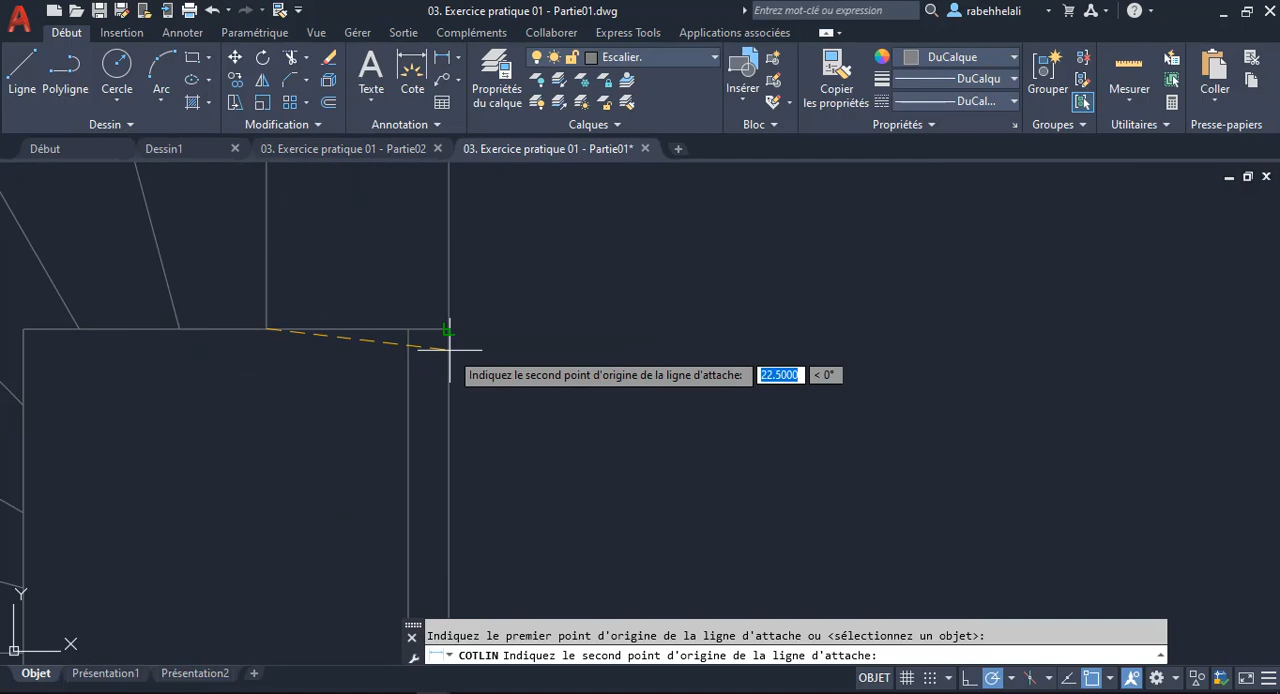 03. Exercice pratique 01 - Partie01.dwg
Entrez mot-clé ou expression
rabehhelali
Début Insertion Annoter Paramétrique Vue Gérer Sortie Compléments Collaborer Express Tools Applications associées
Ligne Polyligne Cercle Arc
Texte Cote
Propriétés du calque
Escalier.
Insérer
Copier les propriétés
DuCalque
DuCalqu
DuCal...
Grouper
Mesurer
Coller
Dessin Modification Annotation Calques Bloc Propriétés Groupes Utilitaires Presse-papiers
Début Dessin1 03. Exercice pratique 01 - Partie02 03. Exercice pratique 01 - Partie01*
Indiquez le second point d'origine de la ligne d'attache: 22.5000 < 0°
Y
X
Indiquez le premier point d'origine de la ligne d'attache ou <sélectionnez un objet>:
COTLIN Indiquez le second point d'origine de la ligne d'attache:
Objet Présentation1 Présentation2 + OBJET